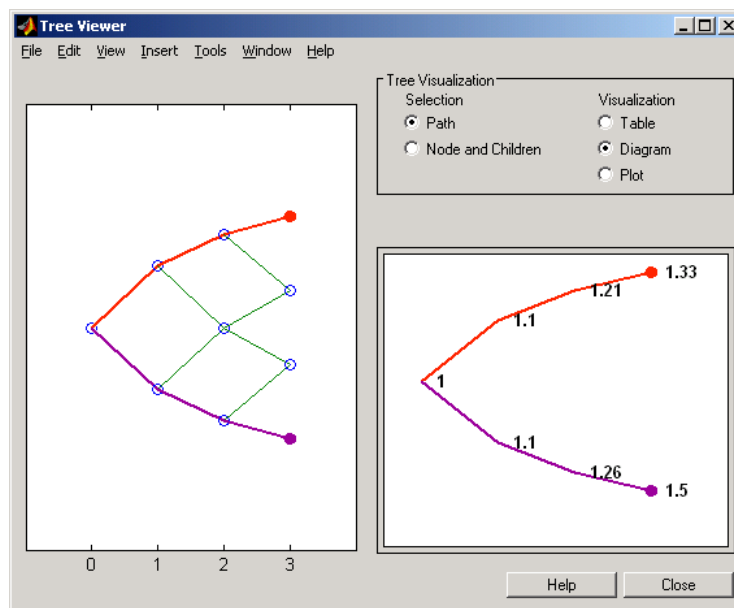 Tree Viewer
File Edit View Insert Tools Window Help
Tree Visualization
Selection Visualization
Path Table
Node and Children Diagram
Plot
1.33
1.21
1.1
1
1.1
1.26
1.5
0 1 2 3
Help Close